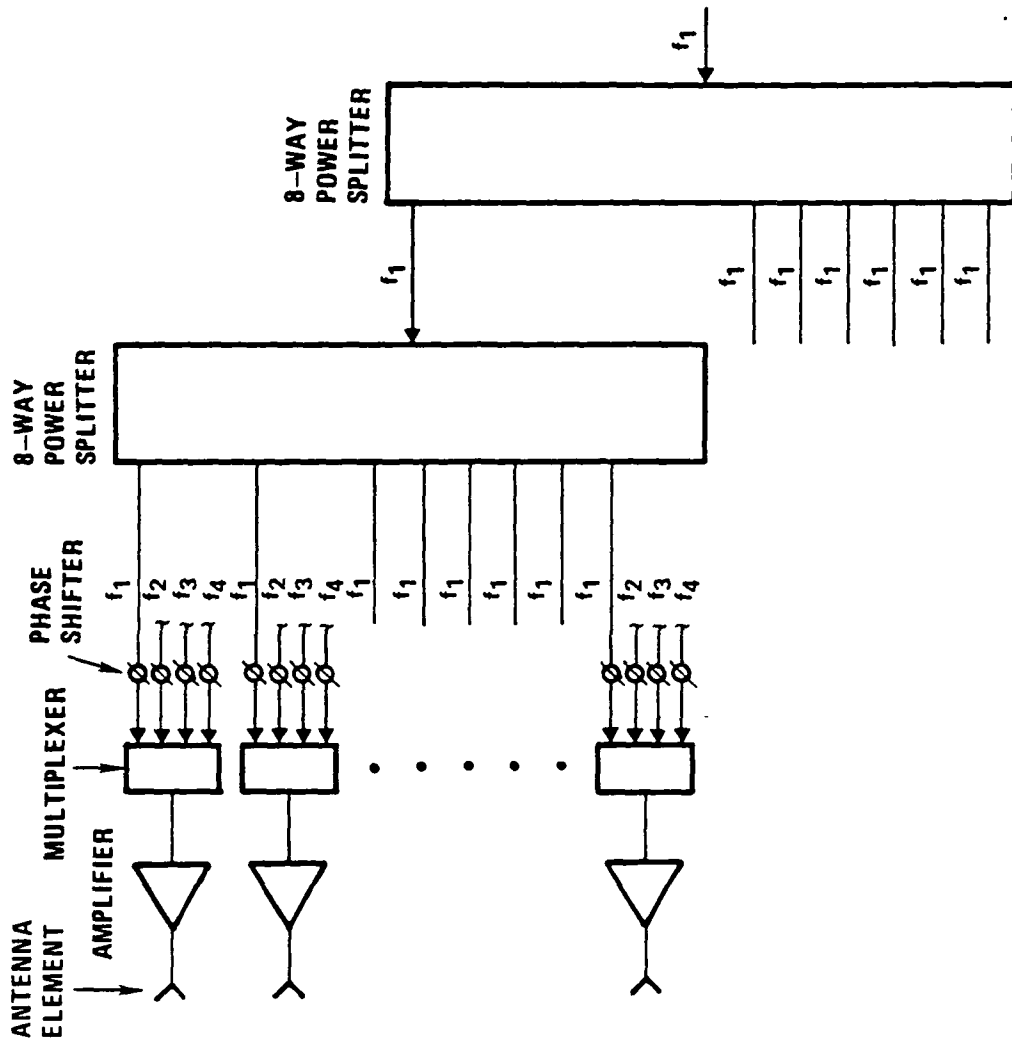 ANTENNA
ELEMENT
AMPLIFIER
MULTIPLEXER
PHASE
SHIFTER
8-WAY
POWER
SPLITTER
8-WAY
POWER
SPLITTER
f1
f2
f3
f4
f1
f2
f3
f4
f1
f1
f1
f1
f1
f1
f2
f3
f4
f1
f1
f1
f1
f1
f1
f1
f1